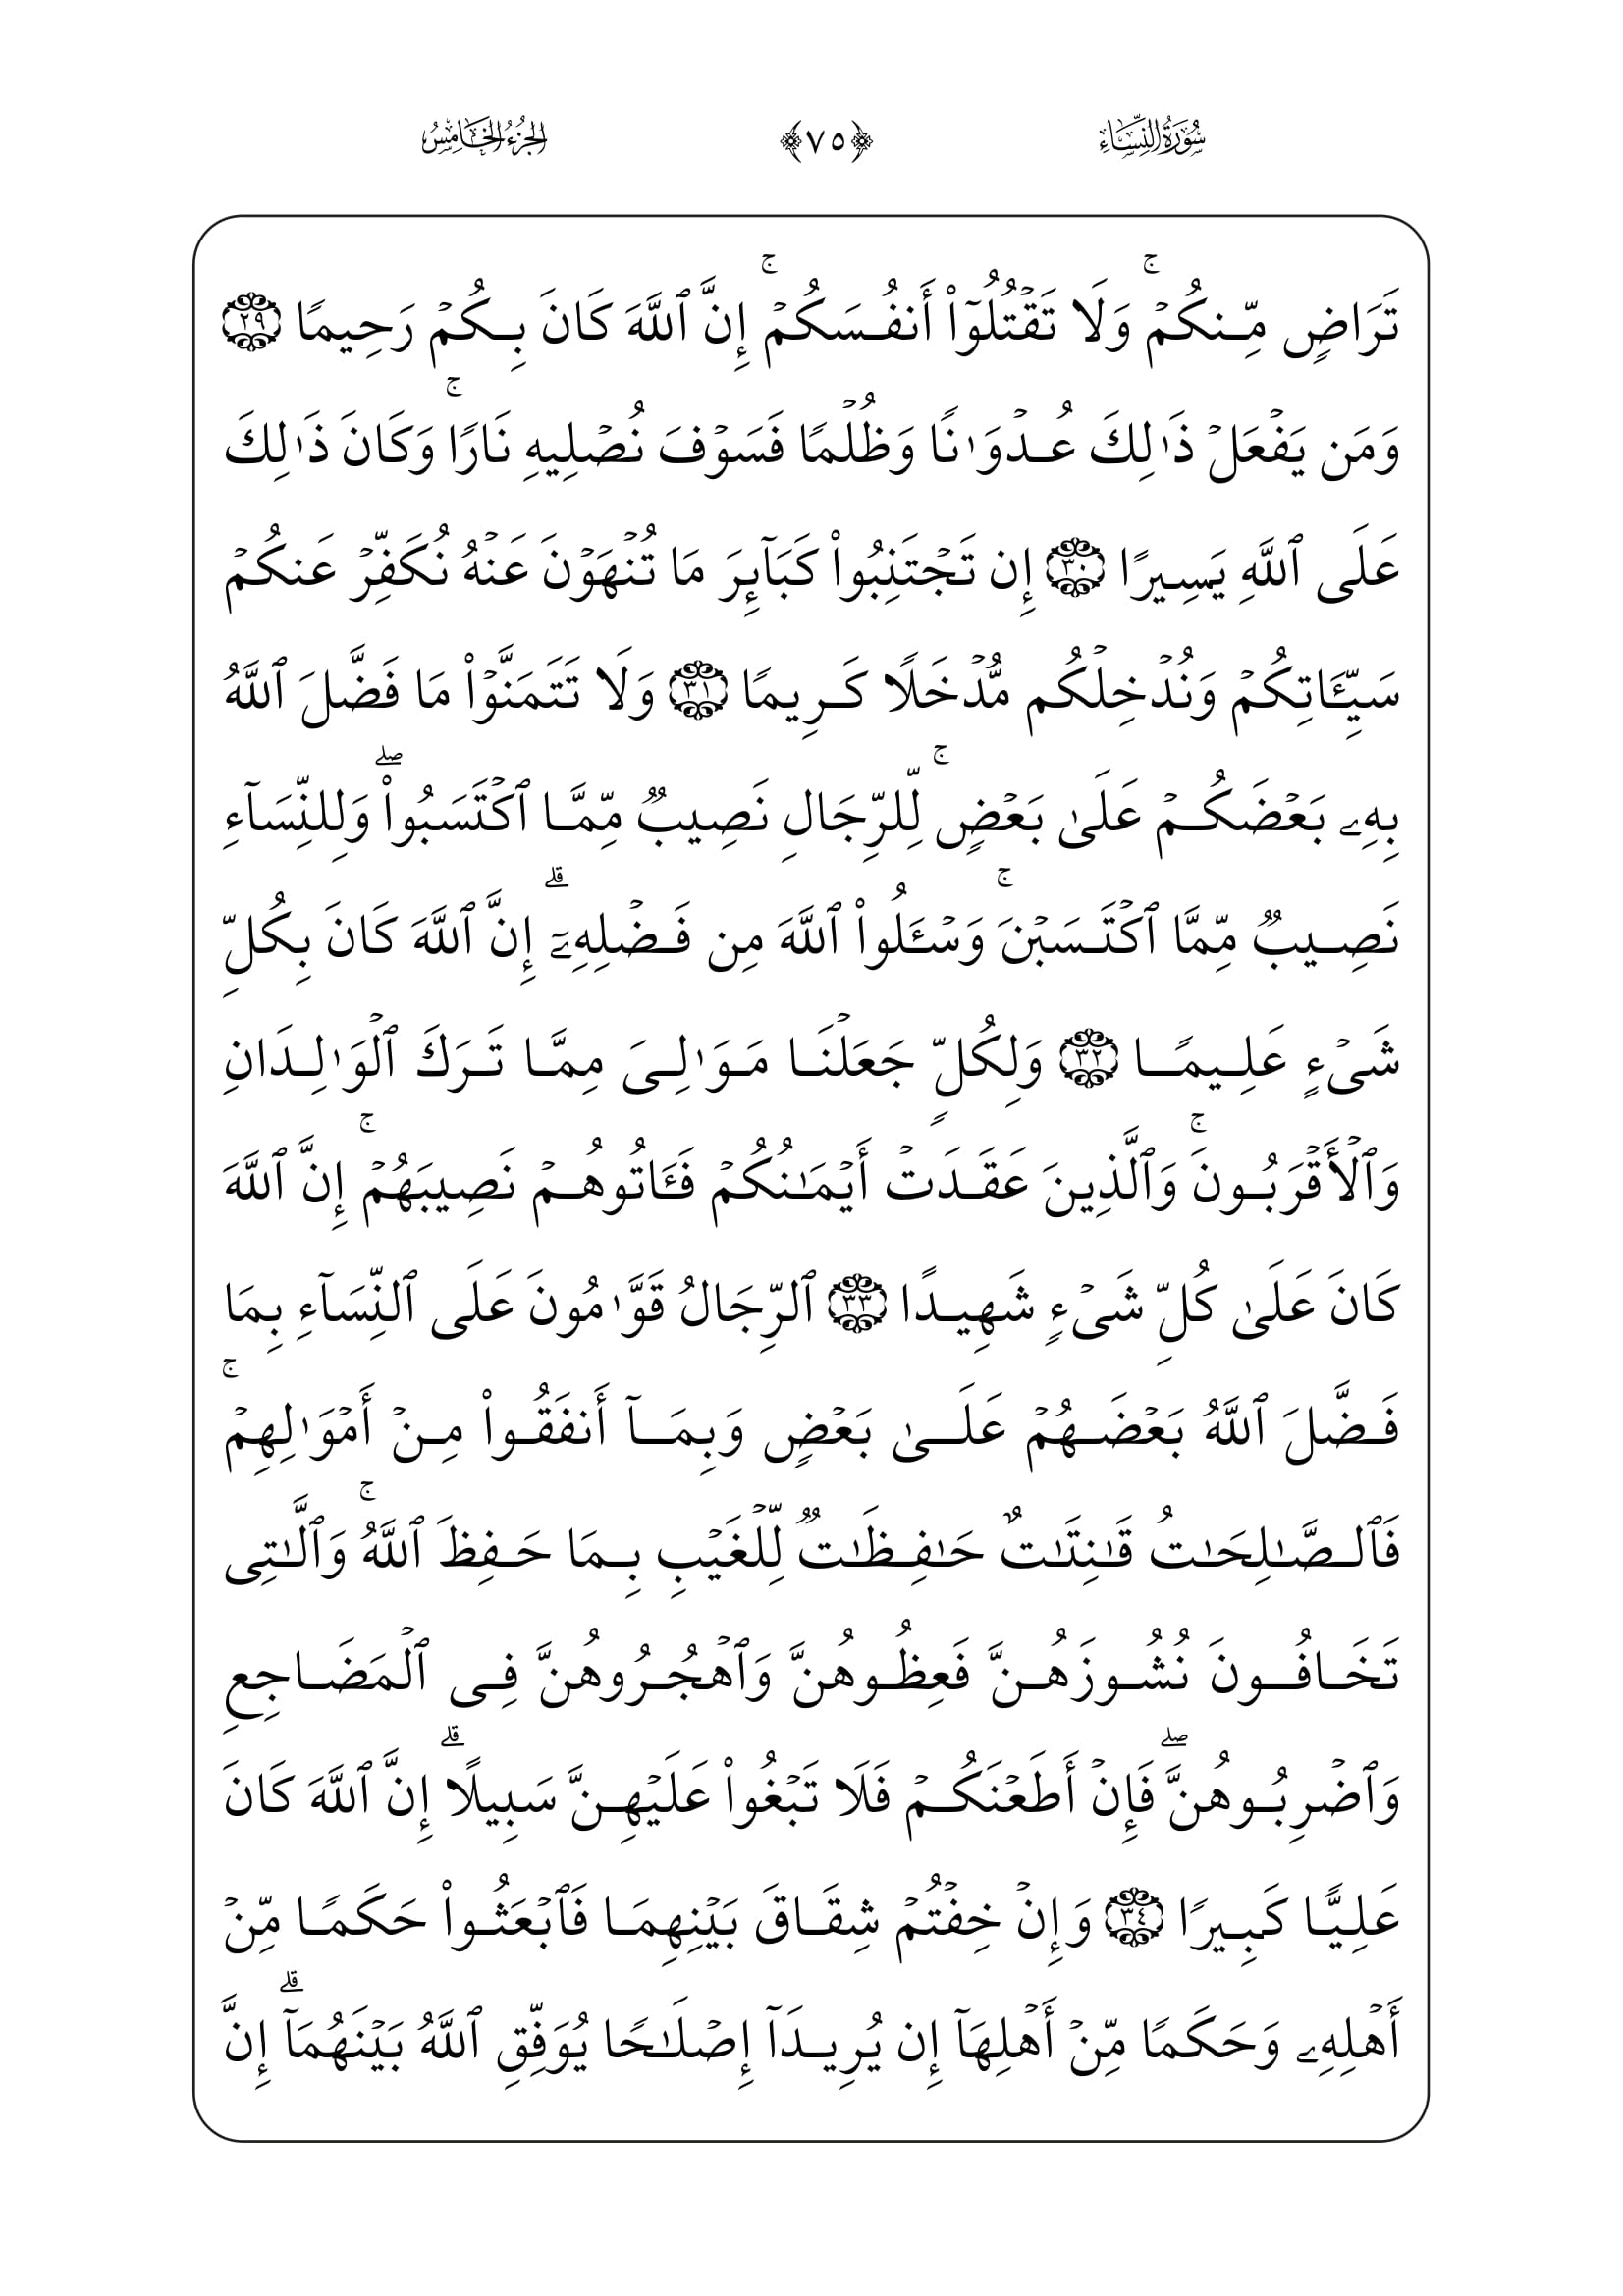 سُورَةُ النِّسَاءِ ﴿٧٥﴾ الجُزْءُ الخَامِسُ
تَرَاضٖ مِّنكُمۡۚ وَلَا تَقۡتُلُوٓاْ أَنفُسَكُمۡۚ إِنَّ ٱللَّهَ كَانَ بِكُمۡ رَحِيمٗا ٢٩
وَمَن يَفۡعَلۡ ذَٰلِكَ عُدۡوَٰنٗا وَظُلۡمٗا فَسَوۡفَ نُصۡلِيهِ نَارٗاۚ وَكَانَ ذَٰلِكَ
عَلَى ٱللَّهِ يَسِيرًا ٣٠ إِن تَجۡتَنِبُواْ كَبَآئِرَ مَا تُنۡهَوۡنَ عَنۡهُ نُكَفِّرۡ عَنكُمۡ
سَيِّـَٔاتِكُمۡ وَنُدۡخِلۡكُم مُّدۡخَلٗا كَرِيمٗا ٣١ وَلَا تَتَمَنَّوۡاْ مَا فَضَّلَ ٱللَّهُ
بِهِۦ بَعۡضَكُمۡ عَلَىٰ بَعۡضٖۚ لِّلرِّجَالِ نَصِيبٞ مِّمَّا ٱكۡتَسَبُواْۖ وَلِلنِّسَآءِ
نَصِيبٞ مِّمَّا ٱكۡتَسَبۡنَۚ وَسۡـَٔلُواْ ٱللَّهَ مِن فَضۡلِهِۦٓۗ إِنَّ ٱللَّهَ كَانَ بِكُلِّ
شَيۡءٍ عَلِيمٗا ٣٢ وَلِكُلّٖ جَعَلۡنَا مَوَٰلِيَ مِمَّا تَرَكَ ٱلۡوَٰلِدَانِ
وَٱلۡأَقۡرَبُونَۚ وَٱلَّذِينَ عَقَدَتۡ أَيۡمَٰنُكُمۡ فَـَٔاتُوهُمۡ نَصِيبَهُمۡۚ إِنَّ ٱللَّهَ
كَانَ عَلَىٰ كُلِّ شَيۡءٖ شَهِيدًا ٣٣ ٱلرِّجَالُ قَوَّٰمُونَ عَلَى ٱلنِّسَآءِ بِمَا
فَضَّلَ ٱللَّهُ بَعۡضَهُمۡ عَلَىٰ بَعۡضٖ وَبِمَآ أَنفَقُواْ مِنۡ أَمۡوَٰلِهِمۡۚ
فَٱلصَّٰلِحَٰتُ قَٰنِتَٰتٌ حَٰفِظَٰتٞ لِّلۡغَيۡبِ بِمَا حَفِظَ ٱللَّهُۚ وَٱلَّٰتِي
تَخَافُونَ نُشُوزَهُنَّ فَعِظُوهُنَّ وَٱهۡجُرُوهُنَّ فِي ٱلۡمَضَاجِعِ
وَٱضۡرِبُوهُنَّۖ فَإِنۡ أَطَعۡنَكُمۡ فَلَا تَبۡغُواْ عَلَيۡهِنَّ سَبِيلًاۗ إِنَّ ٱللَّهَ كَانَ
عَلِيّٗا كَبِيرٗا ٣٤ وَإِنۡ خِفۡتُمۡ شِقَاقَ بَيۡنِهِمَا فَٱبۡعَثُواْ حَكَمٗا مِّنۡ
أَهۡلِهِۦ وَحَكَمٗا مِّنۡ أَهۡلِهَآ إِن يُرِيدَآ إِصۡلَٰحٗا يُوَفِّقِ ٱللَّهُ بَيۡنَهُمَآۗ إِنَّ